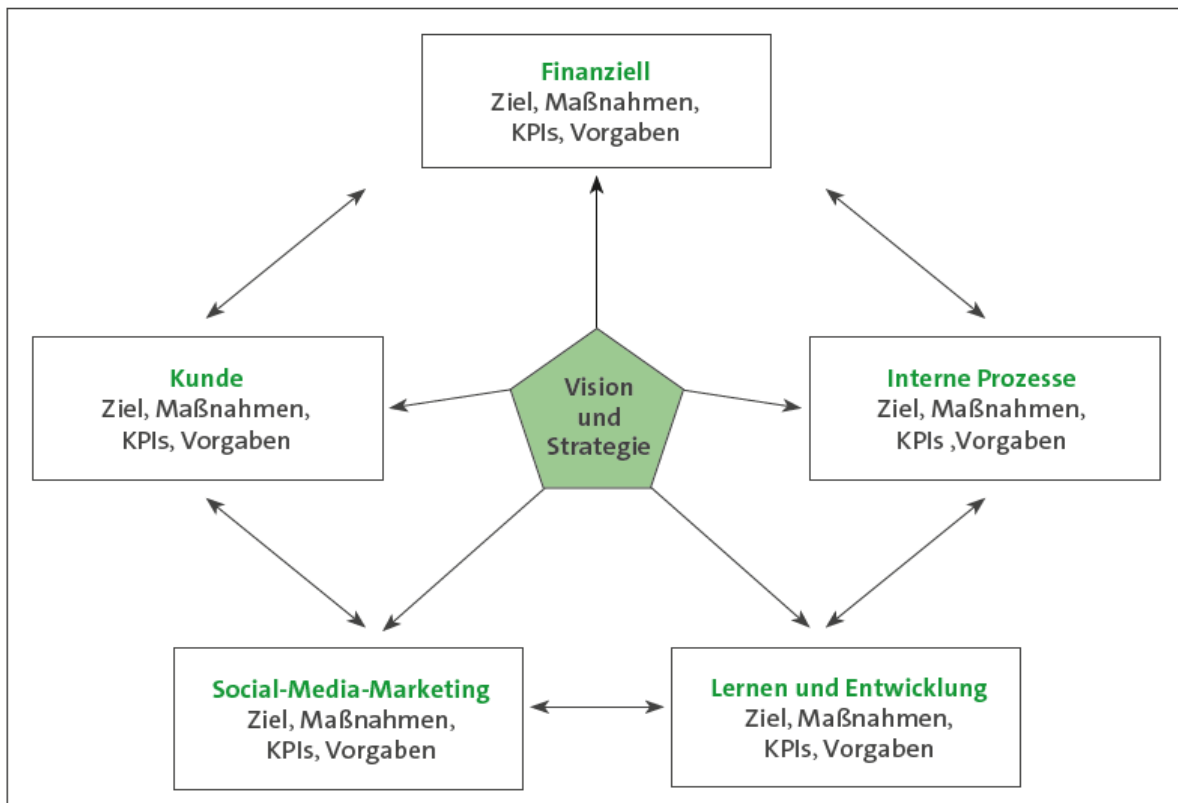 Finanziell
Ziel, Maßnahmen,
KPIs, Vorgaben
Kunde
Ziel, Maßnahmen,
KPIs, Vorgaben
Vision
und
Strategie
Interne Prozesse
Ziel, Maßnahmen,
KPIs ,Vorgaben
Social-Media-Marketing
Ziel, Maßnahmen,
KPIs, Vorgaben
Lernen und Entwicklung
Ziel, Maßnahmen,
KPIs, Vorgaben